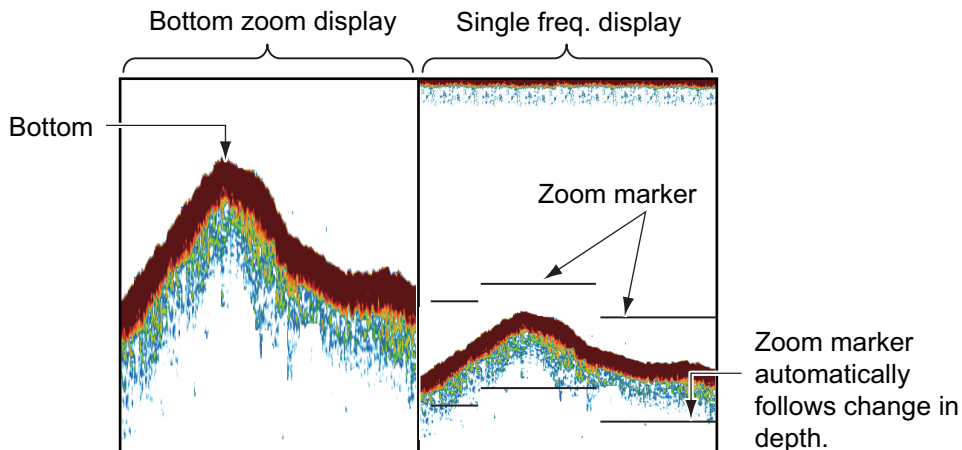 Bottom zoom display
Single freq. display
Bottom
Zoom marker
Zoom marker
automatically
follows change in
depth.